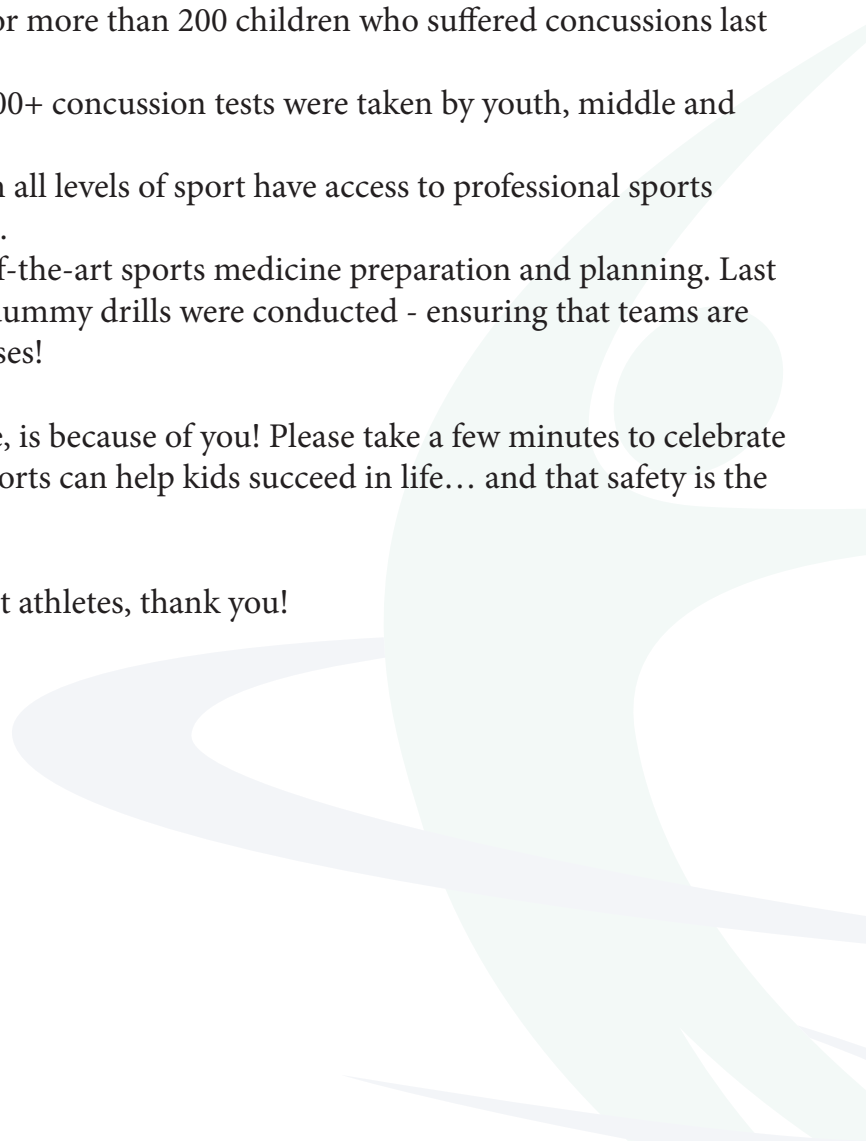 or more than 200 children who suffered concussions last
00+ concussion tests were taken by youth, middle and
n all levels of sport have access to professional sports
.
f-the-art sports medicine preparation and planning. Last
dummy drills were conducted - ensuring that teams are
ses!
e, is because of you! Please take a few minutes to celebrate
orts can help kids succeed in life… and that safety is the
t athletes, thank you!